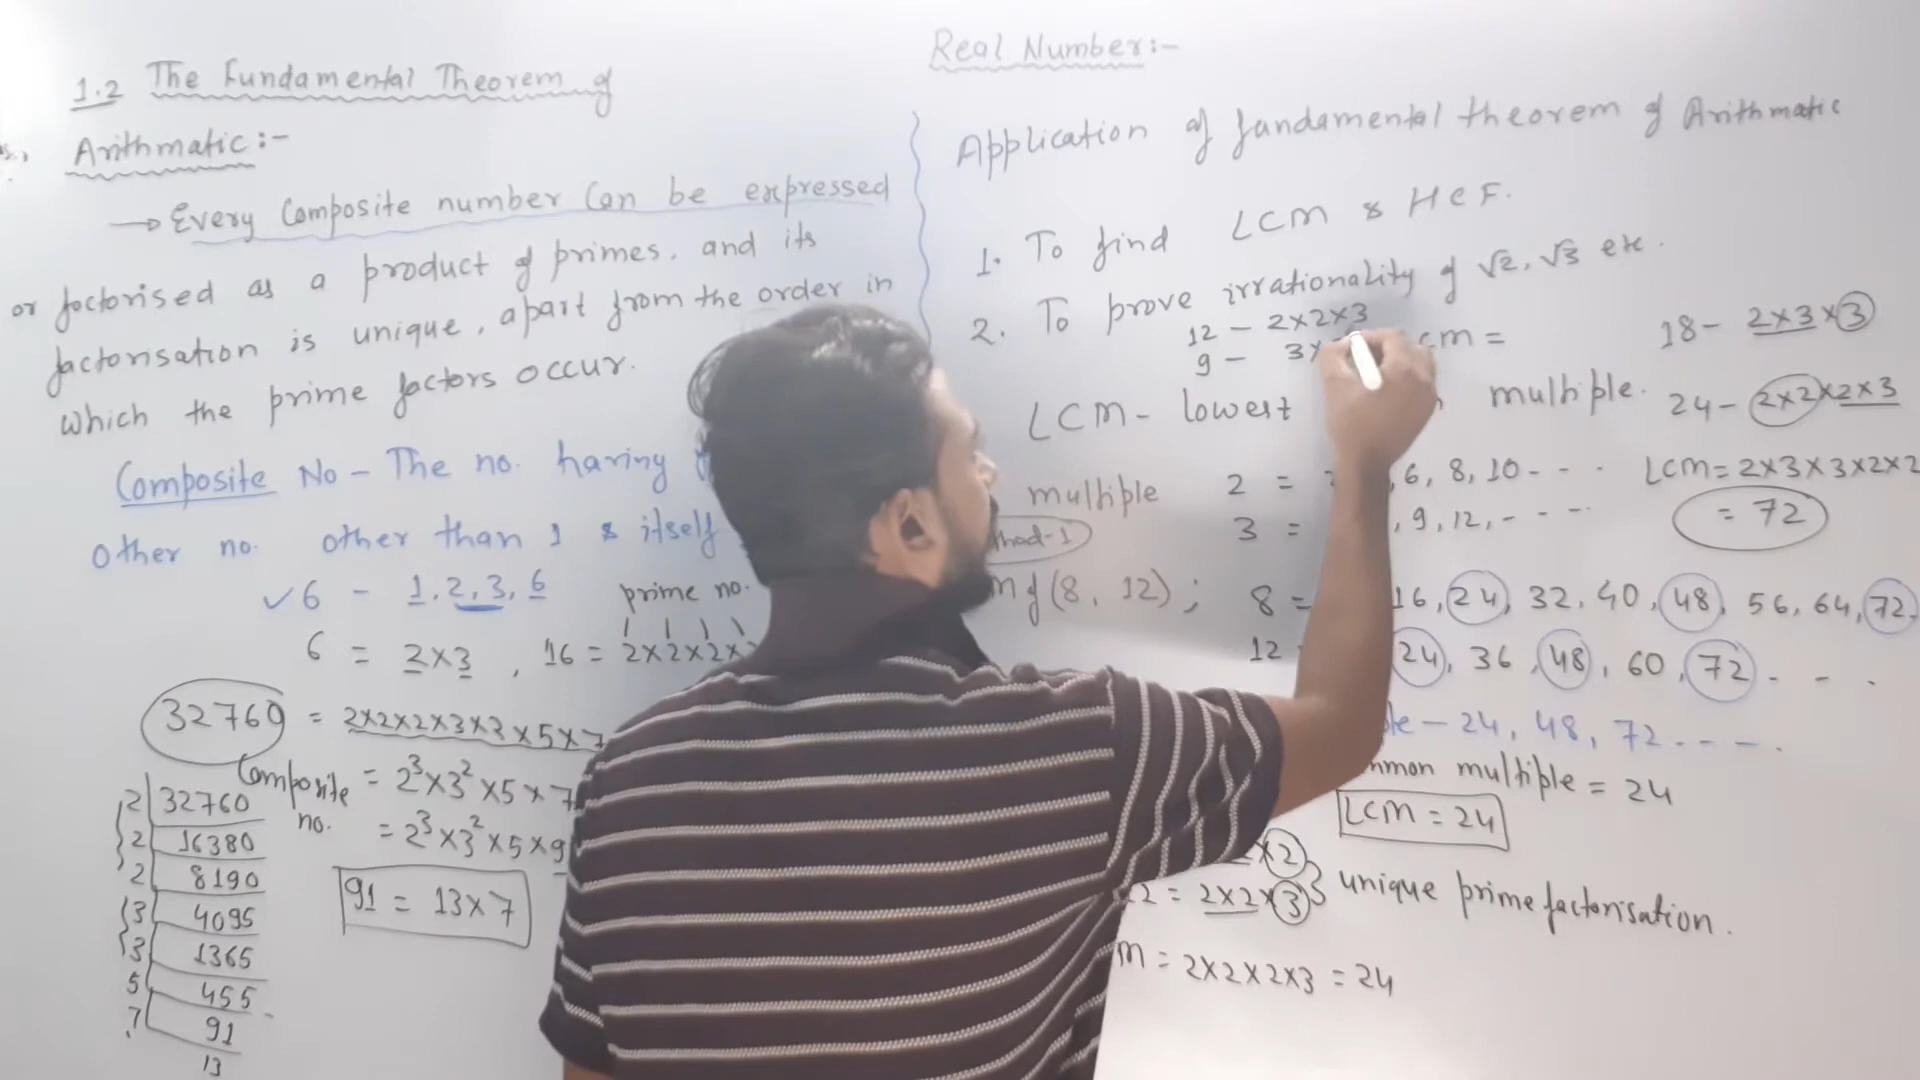 1.2 The Fundamental Theorem of
Arithmatic:-
→ Every Composite number Can be expressed
or factorised as a product of primes, and its
factorisation is unique, apart from the order in
which the prime factors occur.
Composite No - The no. having
other no. other than 1 & itself
✓6 - 1, 2, 3, 6
prime no.
6 = 2×3 , 16 = 2×2×2×
32760 = 2×2×2×3×3×5×7
Composite no. = 2³×3²×5×7
= 2³×3²×5×9
91 = 13×7
2 32760
2 16380
2 8190
3 4095
3 1365
5 455
7 91
13
Real Number:-
Application of fundamental theorem of Arithmatic
1. To find LCM & HCF.
2. To prove irrationality of √2, √3 etc.
12 - 2×2×3
9 - 3×
cm =
18 - 2×3×3
24 - 2×2×2×3
LCM = 2×3×3×2×2
= 72
LCM - lowest multiple.
multiple 2 = , 6, 8, 10 - - -
3 = , 9, 12, - - - -
hod-1
m of (8, 12) ; 8 = 16, 24, 32, 40, 48, 56, 64, 72,
12 24, 36, 48, 60, 72 - - .
ple - 24, 48, 72 - - - .
mmon multiple = 24
LCM = 24
×2
2 = 2×2×3 } unique prime factorisation.
m = 2×2×2×3 = 24